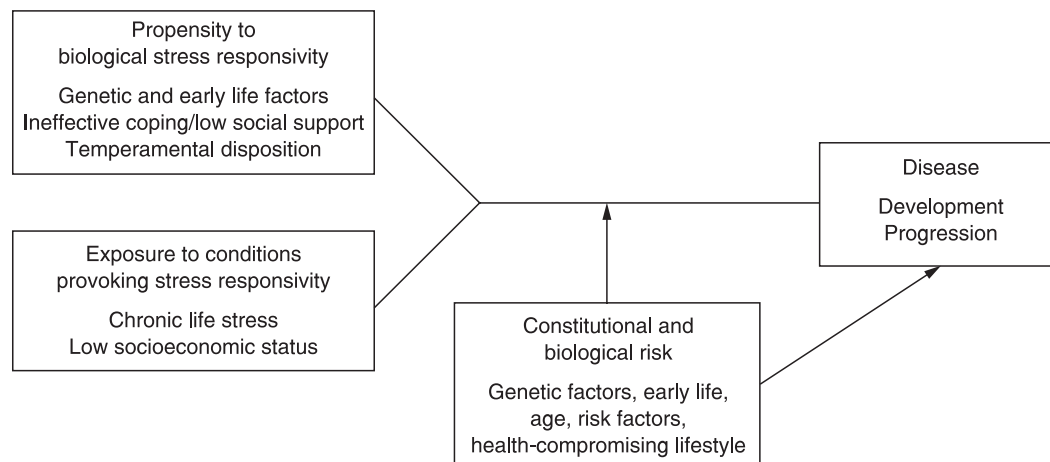 Propensity to
biological stress responsivity
Genetic and early life factors
Ineffective coping/low social support
Temperamental disposition
Exposure to conditions
provoking stress responsivity
Chronic life stress
Low socioeconomic status
Constitutional and
biological risk
Genetic factors, early life,
age, risk factors,
health-compromising lifestyle
Disease
Development
Progression